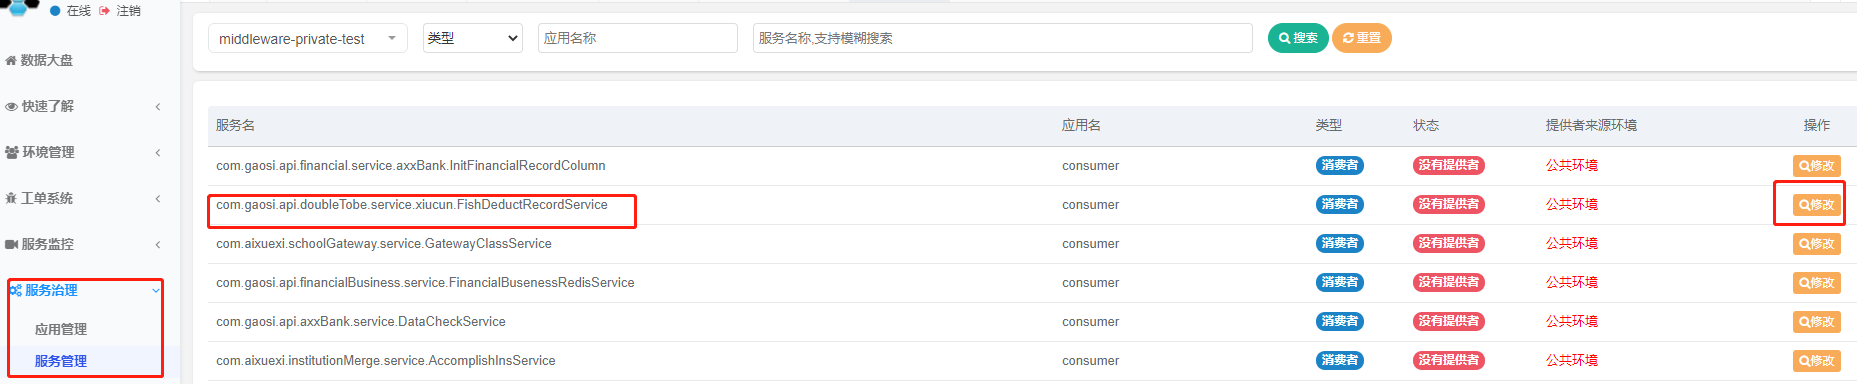 在线 注销
middleware-private-test 类型 应用名称 服务名称,支持模糊搜索 搜索 重置
数据大盘
快速了解
环境管理
工单系统
服务监控
服务治理
应用管理
服务管理
服务名 应用名 类型 状态 提供者来源环境 操作
com.gaosi.api.financial.service.axxBank.InitFinancialRecordColumn consumer 消费者 没有提供者 公共环境 修改
com.gaosi.api.doubleTobe.service.xiucun.FishDeductRecordService consumer 消费者 没有提供者 公共环境 修改
com.aixuexi.schoolGateway.service.GatewayClassService consumer 消费者 没有提供者 公共环境 修改
com.gaosi.api.financialBusiness.service.FinancialBusenessRedisService consumer 消费者 没有提供者 公共环境 修改
com.gaosi.api.axxBank.service.DataCheckService consumer 消费者 没有提供者 公共环境 修改
com.aixuexi.institutionMerge.service.AccomplishInsService consumer 消费者 没有提供者 公共环境 修改